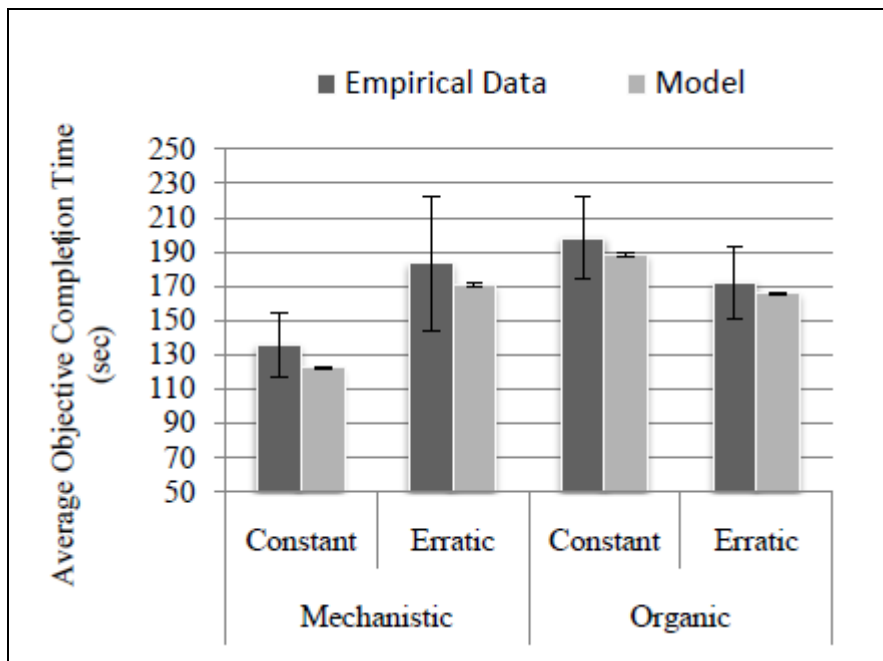 Empirical Data Model
Average Objective Completion Time
(sec)
250
230
210
190
170
150
130
110
90
70
50
Constant Erratic Constant Erratic
Mechanistic Organic